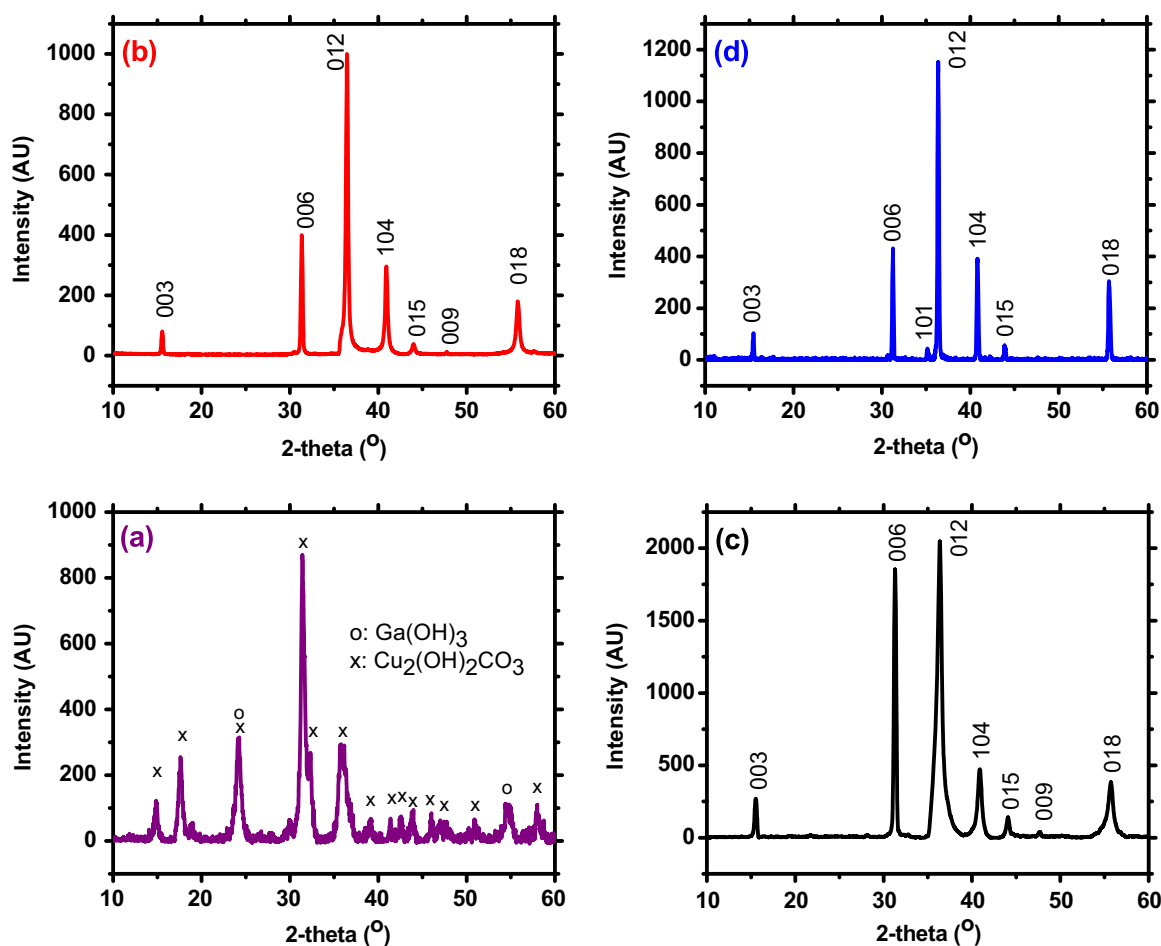 (b)
1000
800
600
400
200
0
Intensity (AU)
003
006
012
104
015
009
018
10 20 30 40 50 60
2-theta (o)
(d)
1200
1000
800
600
400
200
0
Intensity (AU)
003
006
101
012
104
015
018
10 20 30 40 50 60
2-theta (o)
(a)
1000
800
600
400
200
0
Intensity (AU)
x
x
o
x
x
x
x
x
x
x
x
x
x
x
o
x
o: Ga(OH)3
x: Cu2(OH)2CO3
10 20 30 40 50 60
2-theta (o)
(c)
2000
1500
1000
500
0
Intensity (AU)
003
006
012
104
015
009
018
10 20 30 40 50 60
2-theta (o)